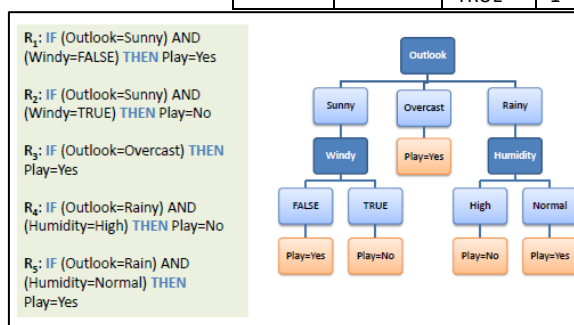 TRUE
1
R₁: IF (Outlook=Sunny) AND
(Windy=FALSE) THEN Play=Yes
R₂: IF (Outlook=Sunny) AND
(Windy=TRUE) THEN Play=No
R₃: IF (Outlook=Overcast) THEN
Play=Yes
R₄: IF (Outlook=Rainy) AND
(Humidity=High) THEN Play=No
R₅: IF (Outlook=Rain) AND
(Humidity=Normal) THEN
Play=Yes
Outlook
Sunny
Overcast
Rainy
Windy
Play=Yes
Humidity
FALSE
TRUE
High
Normal
Play=Yes
Play=No
Play=No
Play=Yes